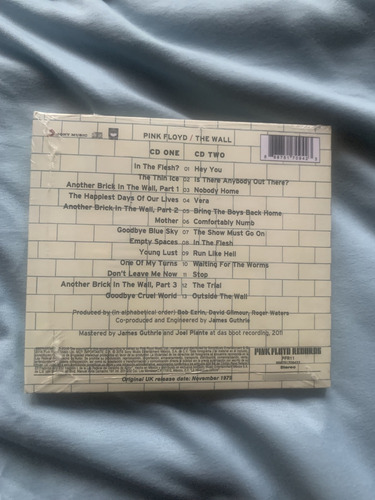 PINK FLOYD / THE WALL
CD ONE CD TWO
In The Flesh? 01 Hey You
The Thin Ice 02 Is There Anybody Out There?
Another Brick In The Wall, Part 1 03 Nobody Home
The Happiest Days Of Our Lives 04 Vera
Another Brick In The Wall, Part 2 05 Bring The Boys Back Home
Mother 06 Comfortably Numb
Goodbye Blue Sky 07 The Show Must Go On
Empty Spaces 08 In The Flesh
Young Lust 09 Run Like Hell
One Of My Turns 10 Waiting For The Worms
Don't Leave Me Now 11 Stop
Another Brick In The Wall, Part 3 12 The Trial
Goodbye Cruel World 13 Outside The Wall
Produced by (in alphabetical order) Bob Ezrin, David Gilmour, Roger Waters
Co-produced and Engineered by James Guthrie
Mastered by James Guthrie and Joel Plante at das boot recording, 2011
PINK FLOYD RECORDS
PFR11
Stereo
Original UK release date: November 1979